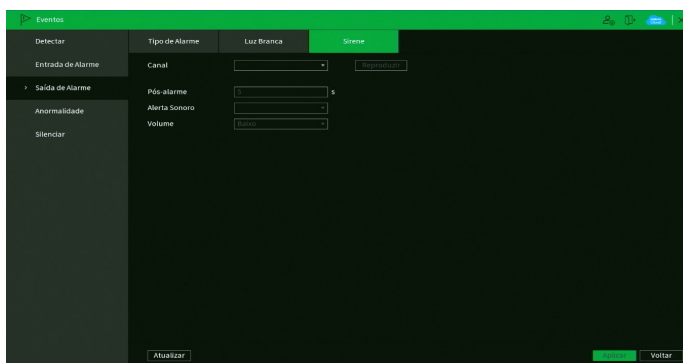 Eventos
Detectar
Tipo de Alarme
Luz Branca
Sirene
Entrada de Alarme
Canal
Reproduzir
Saída de Alarme
Pós-alarme
5
s
Alerta Sonoro
Anormalidade
Volume
Baixo
Silenciar
Atualizar
Aplicar
Voltar